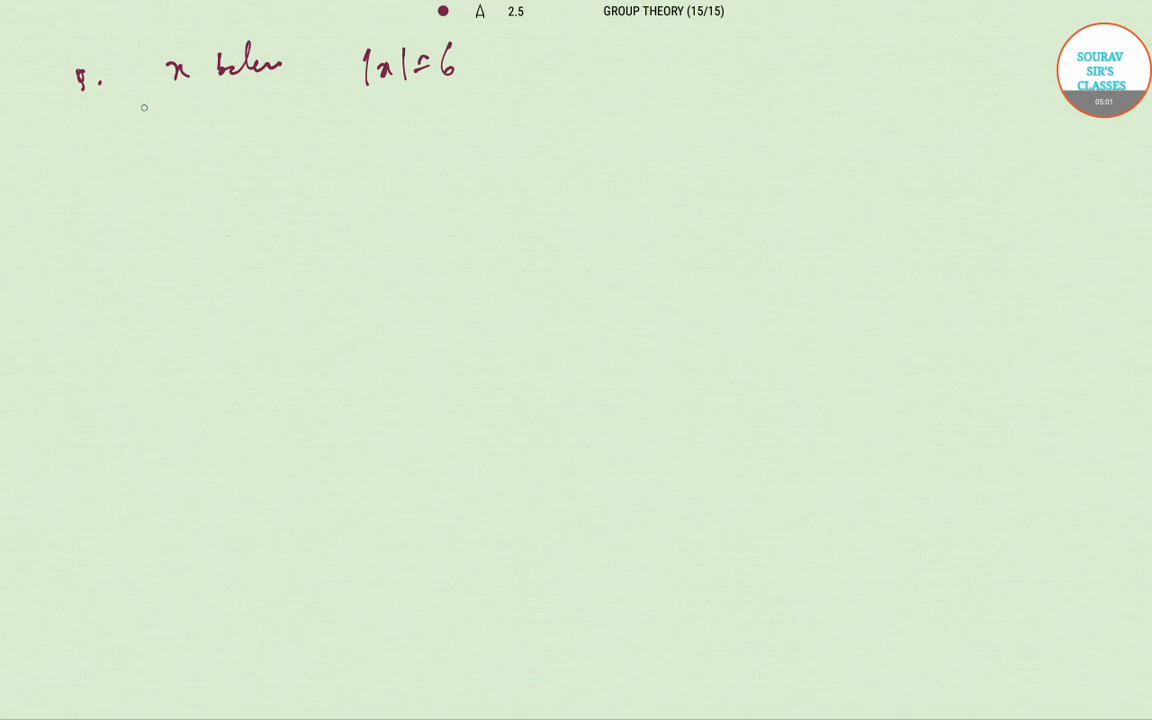 2.5 GROUP THEORY (15/15)
SOURAV
SIR'S
CLASSES
05:01
x |x| = 6